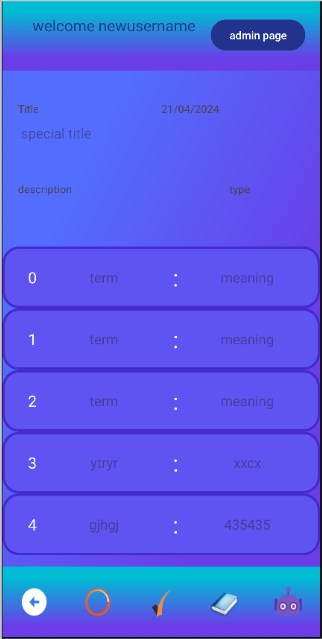 welcome newusername
admin page
Title 21/04/2024
special title
description type
0 term : meaning
1 term : meaning
2 term : meaning
3 ytryr : xxcx
4 gjhgj : 435435